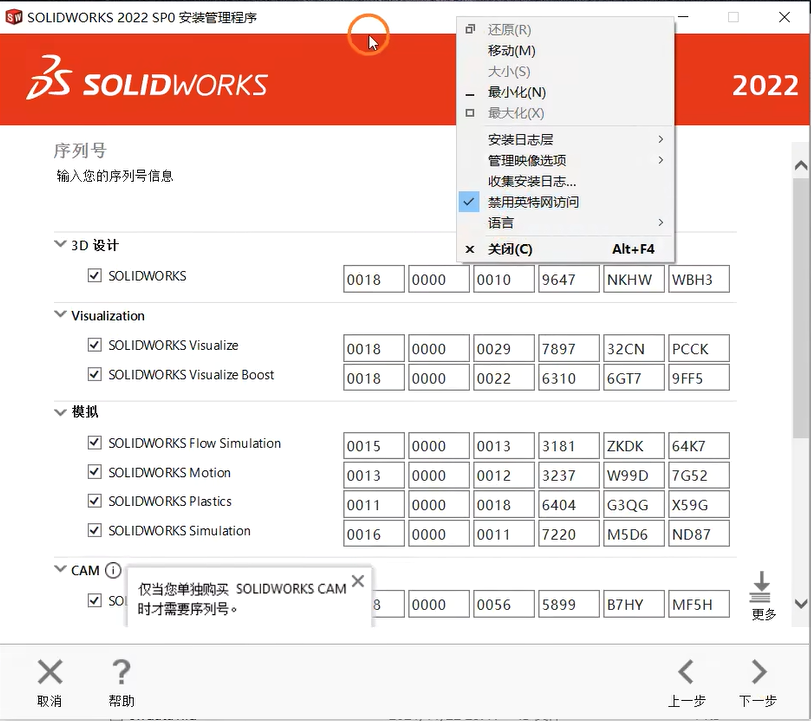 SOLIDWORKS 2022 SP0 安装管理程序
还原(R)
移动(M)
大小(S)
最小化(N)
最大化(X)
安装日志层
管理映像选项
收集安装日志...
禁用英特网访问
语言
关闭(C) Alt+F4
SOLIDWORKS 2022
序列号
输入您的序列号信息
3D 设计
SOLIDWORKS 0018 0000 0010 9647 NKHW WBH3
Visualization
SOLIDWORKS Visualize 0018 0000 0029 7897 32CN PCCK
SOLIDWORKS Visualize Boost 0018 0000 0022 6310 6GT7 9FF5
模拟
SOLIDWORKS Flow Simulation 0015 0000 0013 3181 ZKDK 64K7
SOLIDWORKS Motion 0013 0000 0012 3237 W99D 7G52
SOLIDWORKS Plastics 0011 0000 0018 6404 G3QG X59G
SOLIDWORKS Simulation 0016 0000 0011 7220 M5D6 ND87
CAM
仅当您单独购买 SOLIDWORKS CAM
时才需要序列号。
SO 8 0000 0056 5899 B7HY MF5H
更多
取消 帮助 上一步 下一步